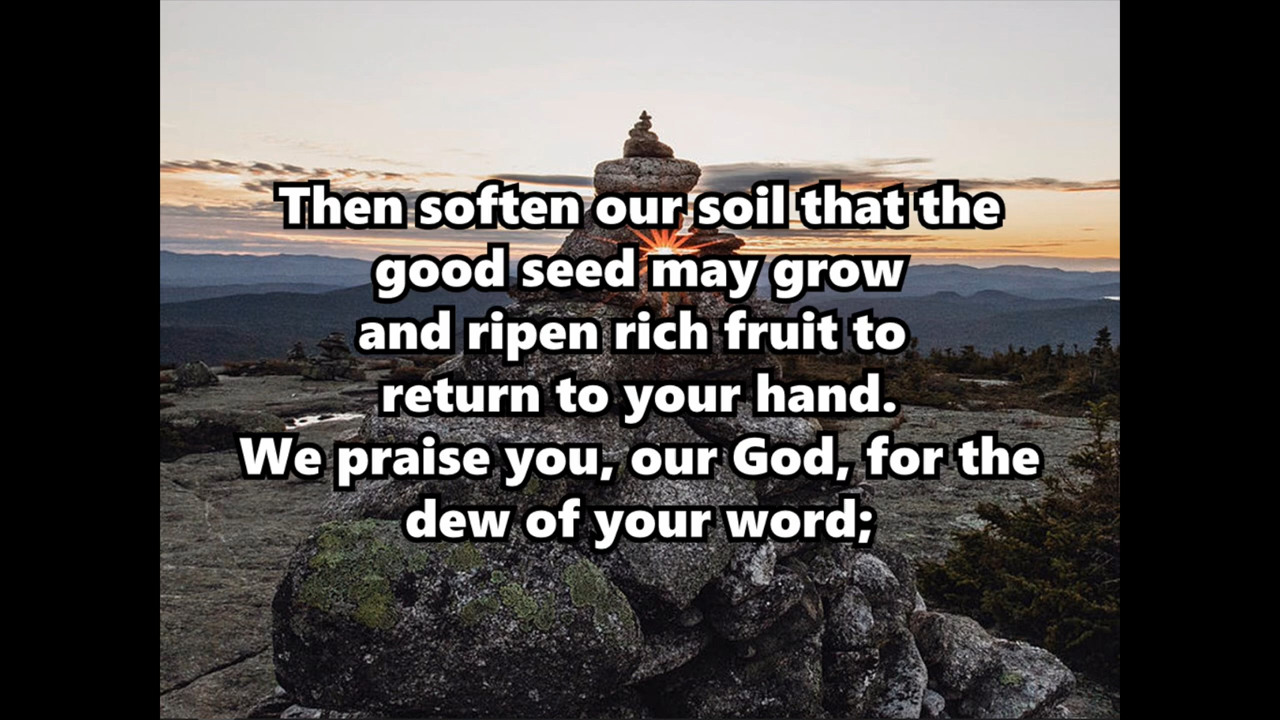 Then soften our soil that the
good seed may grow
and ripen rich fruit to
return to your hand.
We praise you, our God, for the
dew of your word;